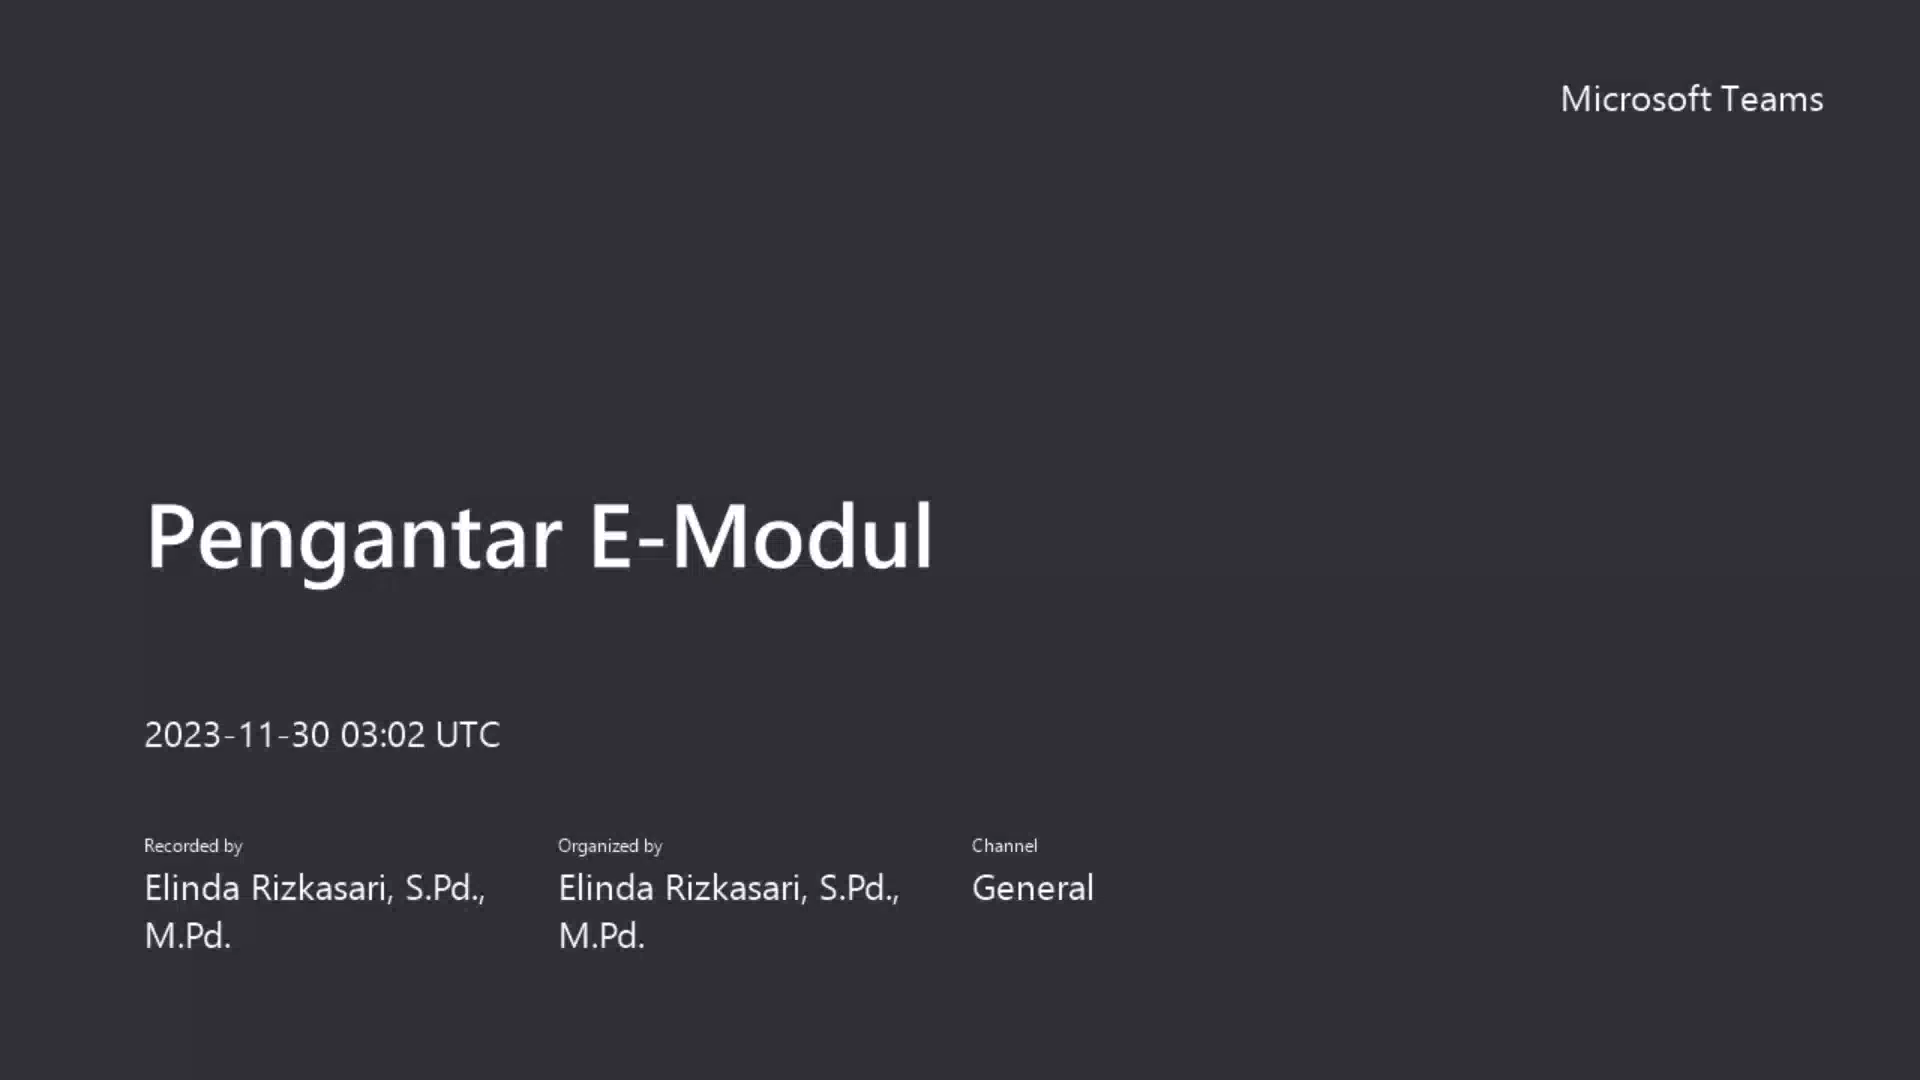 Microsoft Teams
Pengantar E-Modul
2023-11-30 03:02 UTC
Recorded by
Elinda Rizkasari, S.Pd.,
M.Pd.
Organized by
Elinda Rizkasari, S.Pd.,
M.Pd.
Channel
General